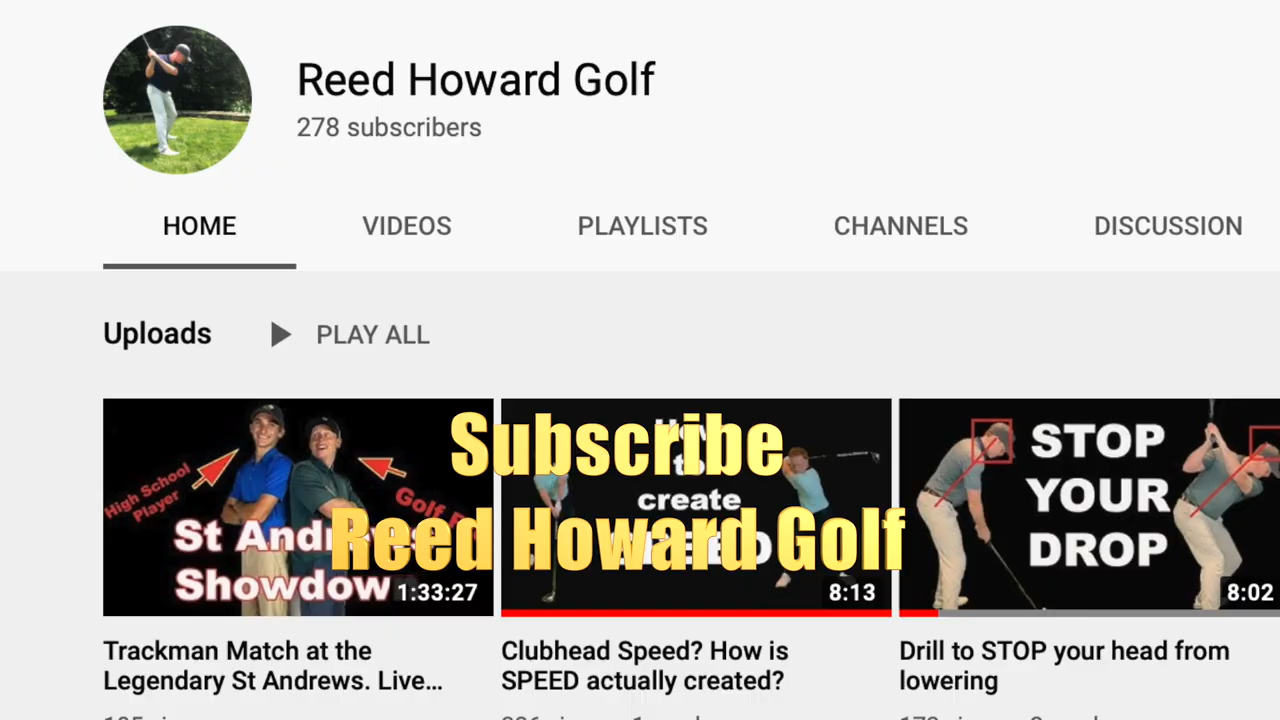 Reed Howard Golf
278 subscribers
HOME VIDEOS PLAYLISTS CHANNELS DISCUSSION
Uploads PLAY ALL
High School
Player
St
Showdow
1:33:27
create
8:13
STOP
YOUR
DROP
8:02
Subscribe
Reed Howard Golf
Trackman Match at the
Legendary St Andrews. Live...
Clubhead Speed? How is
SPEED actually created?
Drill to STOP your head from
lowering